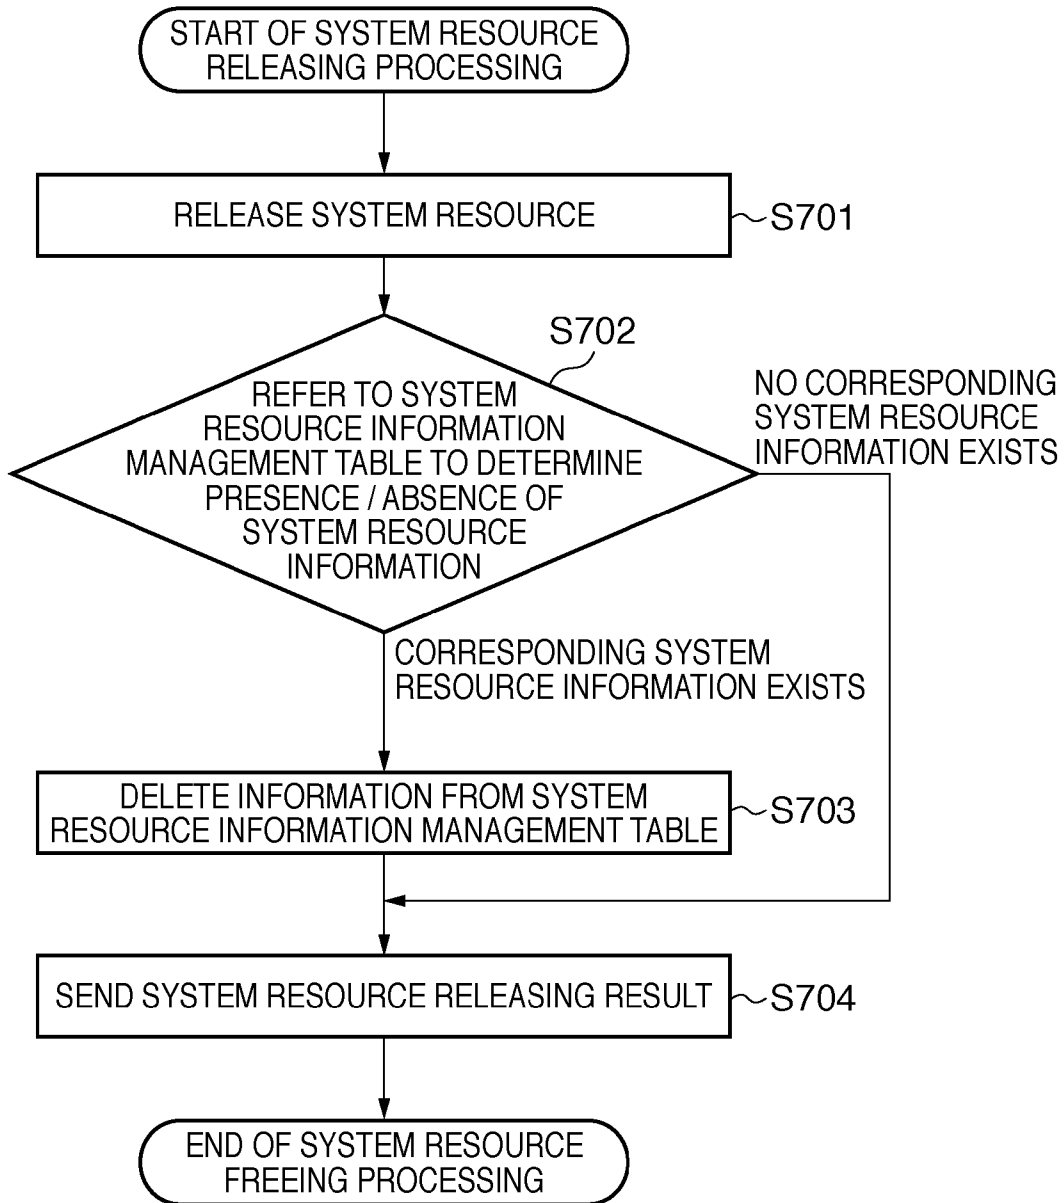 START OF SYSTEM RESOURCE
RELEASING PROCESSING
RELEASE SYSTEM RESOURCE
S701
S702
REFER TO SYSTEM
RESOURCE INFORMATION
MANAGEMENT TABLE TO DETERMINE
PRESENCE / ABSENCE OF
SYSTEM RESOURCE
INFORMATION
NO CORRESPONDING
SYSTEM RESOURCE
INFORMATION EXISTS
CORRESPONDING SYSTEM
RESOURCE INFORMATION EXISTS
DELETE INFORMATION FROM SYSTEM
RESOURCE INFORMATION MANAGEMENT TABLE
S703
SEND SYSTEM RESOURCE RELEASING RESULT
S704
END OF SYSTEM RESOURCE
FREEING PROCESSING